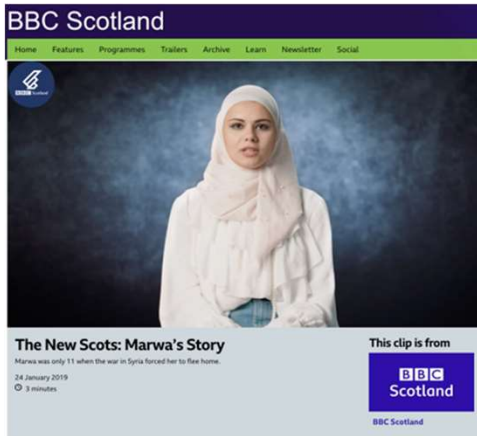 BBC Scotland
Home Features Programmes Trailers Archive Learn Newsletter Social
BBC Scotland
The New Scots: Marwa's Story
Marwa was only 11 when the war in Syria forced her to flee home.
24 January 2019
3 minutes
This clip is from
BBC
Scotland
BBC Scotland